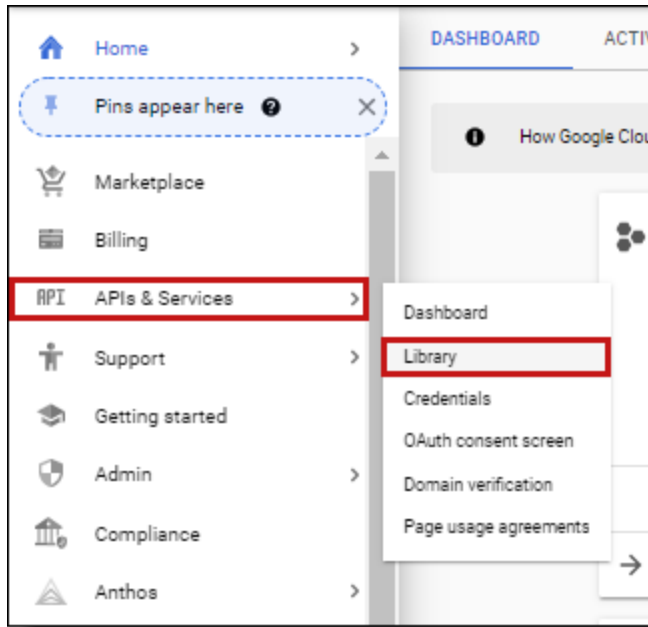 Home
Pins appear here
Marketplace
Billing
API APIs & Services
Support
Getting started
Admin
Compliance
Anthos
DASHBOARD
How Google Clou
Dashboard
Library
Credentials
OAuth consent screen
Domain verification
Page usage agreements